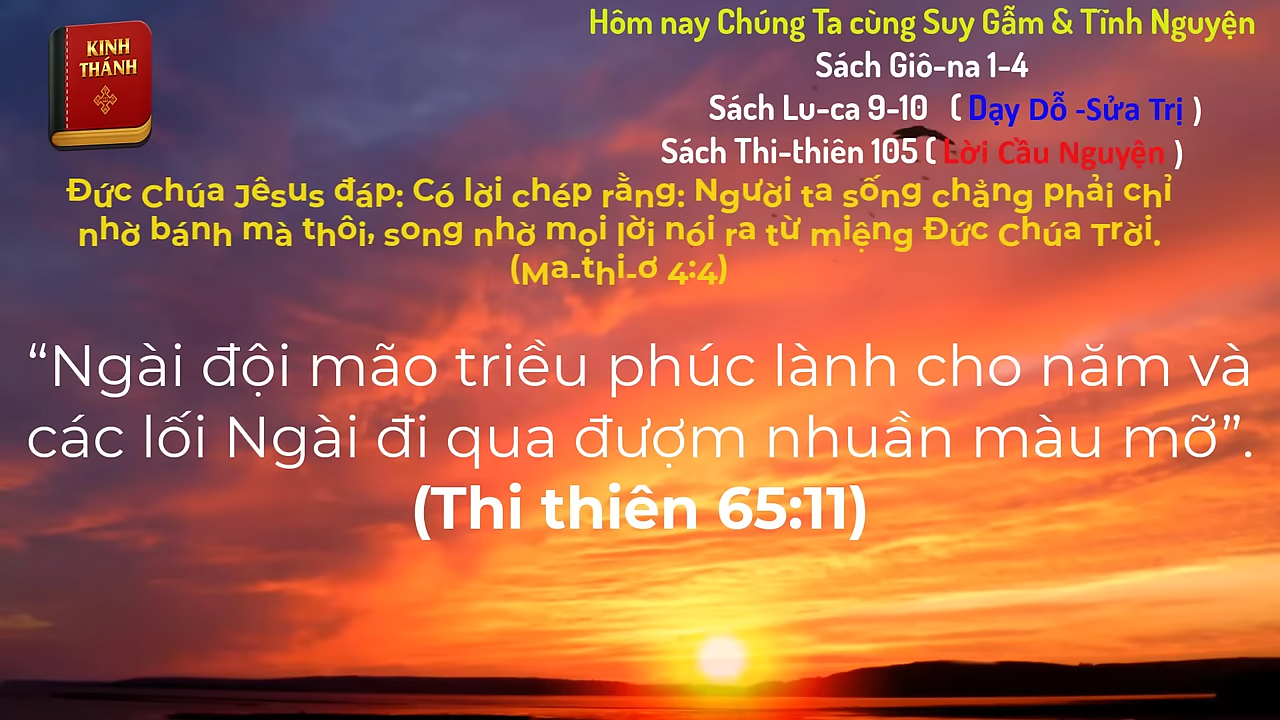 KINH
THÁNH
Hôm nay Chúng Ta cùng Suy Gẫm & Tĩnh Nguyện
Sách Giô-na 1-4
Sách Lu-ca 9-10 ( Dạy Dỗ -Sửa Trị )
Sách Thi-thiên 105 ( Lời Cầu Nguyện )
Đức Chúa Jêsus đáp: Có lời chép rằng: Người ta sống chẳng phải chỉ
nhờ bánh mà thôi, song nhờ mọi lời nói ra từ miệng Đức Chúa Trời.
(Ma-thi-ơ 4:4)
“Ngài đội mão triều phúc lành cho năm và
các lối Ngài đi qua đượm nhuần màu mỡ”.
(Thi thiên 65:11)